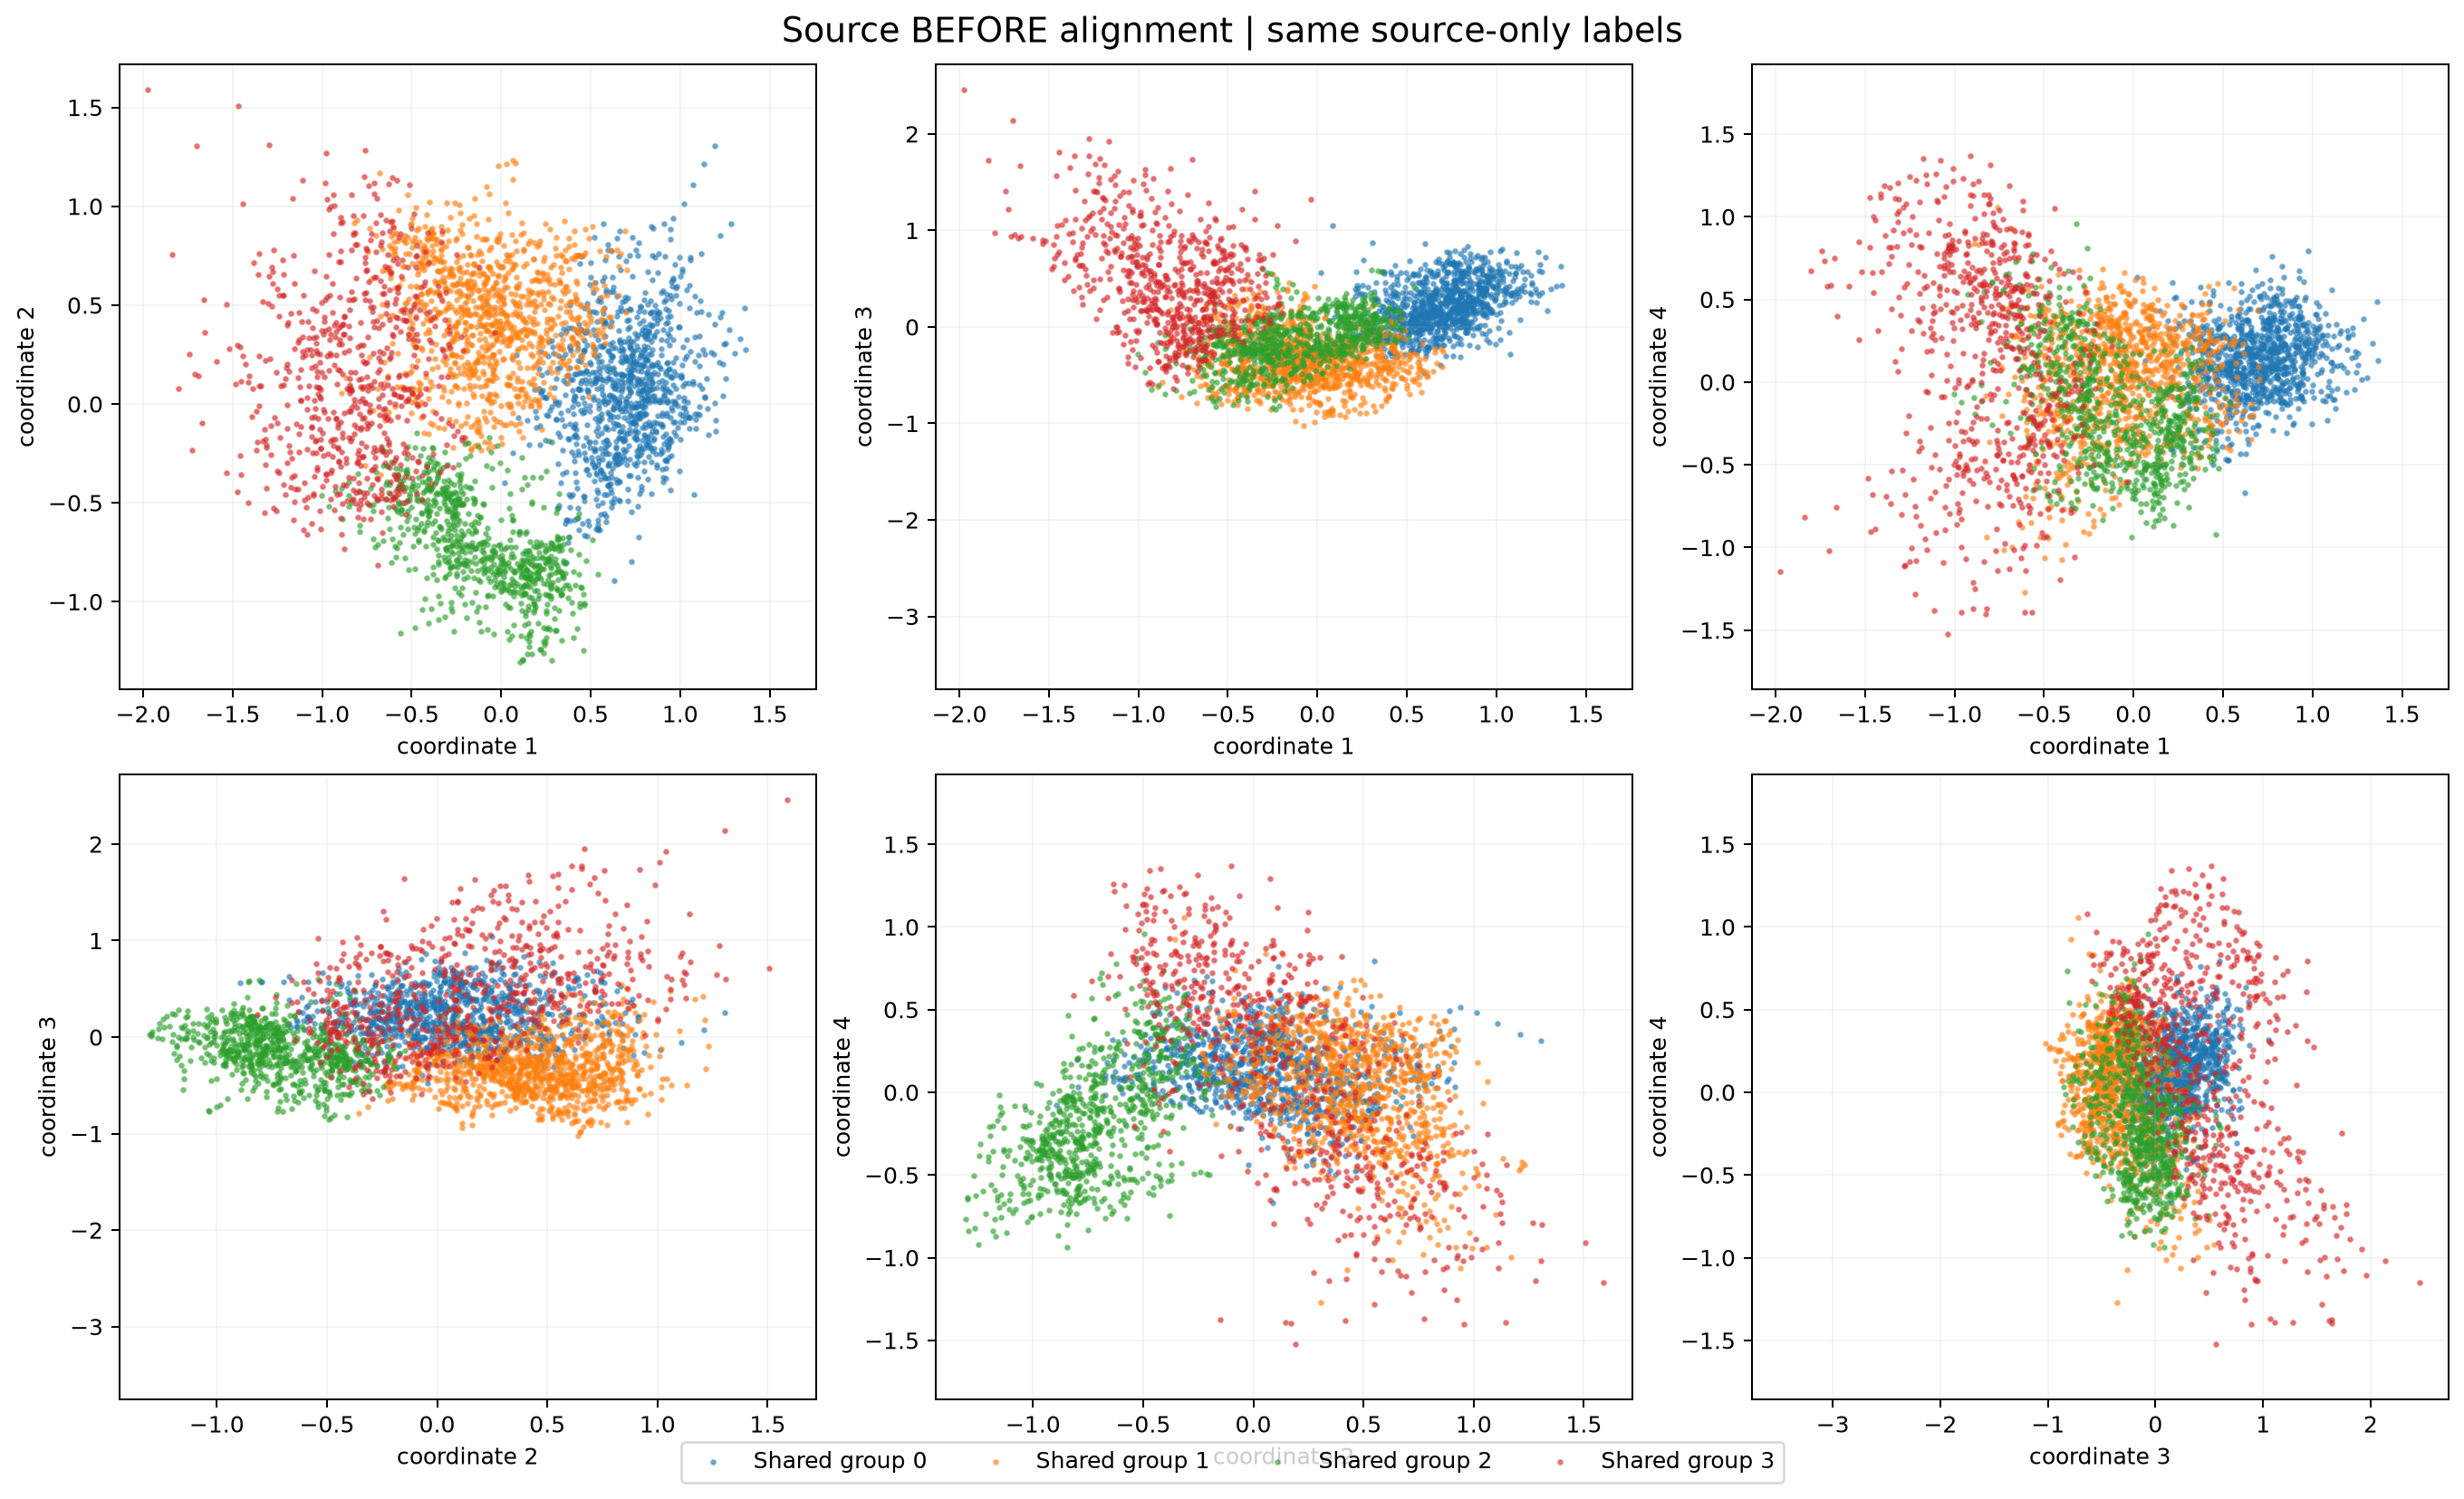 Source BEFORE alignment | same source-only labels
1.5
1.0
0.5
0.0
−0.5
−1.0
coordinate 2
−2.0 −1.5 −1.0 −0.5 0.0 0.5 1.0 1.5
coordinate 1
2
1
0
−1
−2
−3
coordinate 3
−2.0 −1.5 −1.0 −0.5 0.0 0.5 1.0 1.5
coordinate 1
1.5
1.0
0.5
0.0
−0.5
−1.0
−1.5
coordinate 4
−2.0 −1.5 −1.0 −0.5 0.0 0.5 1.0 1.5
coordinate 1
2
1
0
−1
−2
−3
coordinate 3
−1.0 −0.5 0.0 0.5 1.0 1.5
coordinate 2
1.5
1.0
0.5
0.0
−0.5
−1.0
−1.5
coordinate 4
−1.0 −0.5 0.0 0.5 1.0 1.5
coordinate 2
1.5
1.0
0.5
0.0
−0.5
−1.0
−1.5
coordinate 4
−3 −2 −1 0 1 2
coordinate 3
Shared group 0 Shared group 1 Shared group 2 Shared group 3